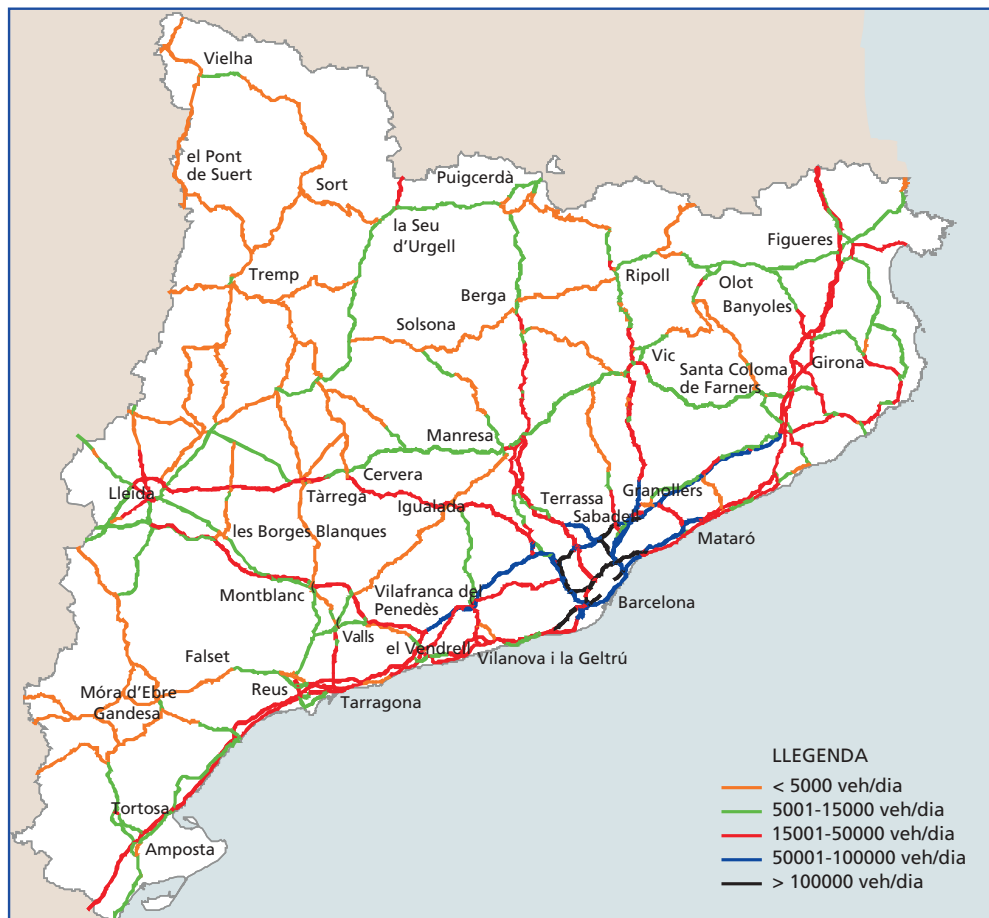 Vielha
el Pont
de Suert
Sort
Puigcerdà
la Seu
d'Urgell
Figueres
Tremp
Ripoll
Olot
Berga
Banyoles
Solsona
Vic
Santa Coloma
de Farners
Girona
Manresa
Cervera
Lleida
Tàrrega
Igualada
Terrassa
Granollers
Sabadell
les Borges Blanques
Mataró
Montblanc
Vilafranca del
Penedès
Barcelona
Valls
el Vendrell
Vilanova i la Geltrú
Falset
Reus
Móra d'Ebre
Gandesa
Tarragona
Tortosa
Amposta
LLEGENDA
< 5000 veh/dia
5001-15000 veh/dia
15001-50000 veh/dia
50001-100000 veh/dia
> 100000 veh/dia